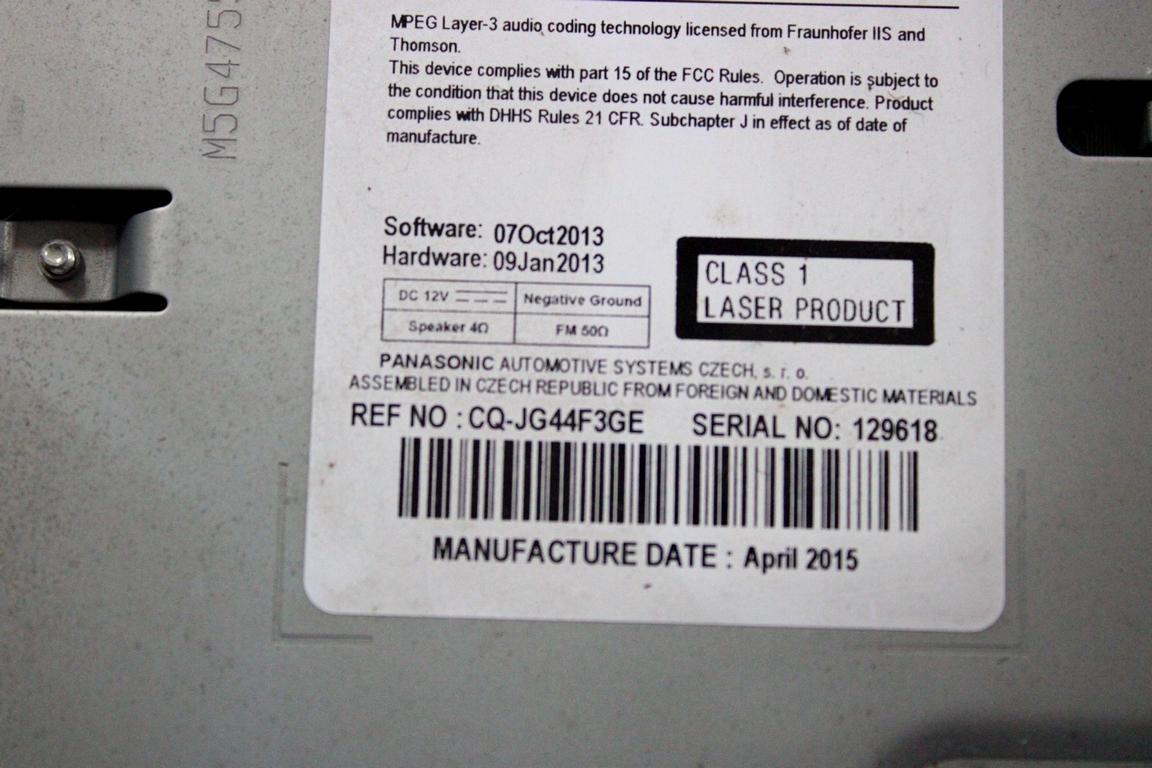 MPEG Layer-3 audio coding technology licensed from Fraunhofer IIS and
Thomson.
This device complies with part 15 of the FCC Rules. Operation is subject to
the condition that this device does not cause harmful interference. Product
complies with DHHS Rules 21 CFR. Subchapter J in effect as of date of
manufacture.
M5G475
Software: 07Oct2013
Hardware: 09Jan2013
DC 12V Negative Ground
Speaker 4Ω FM 50Ω
CLASS 1
LASER PRODUCT
PANASONIC AUTOMOTIVE SYSTEMS CZECH, s. r. o.
ASSEMBLED IN CZECH REPUBLIC FROM FOREIGN AND DOMESTIC MATERIALS
REF NO : CQ-JG44F3GE SERIAL NO: 129618
MANUFACTURE DATE : April 2015